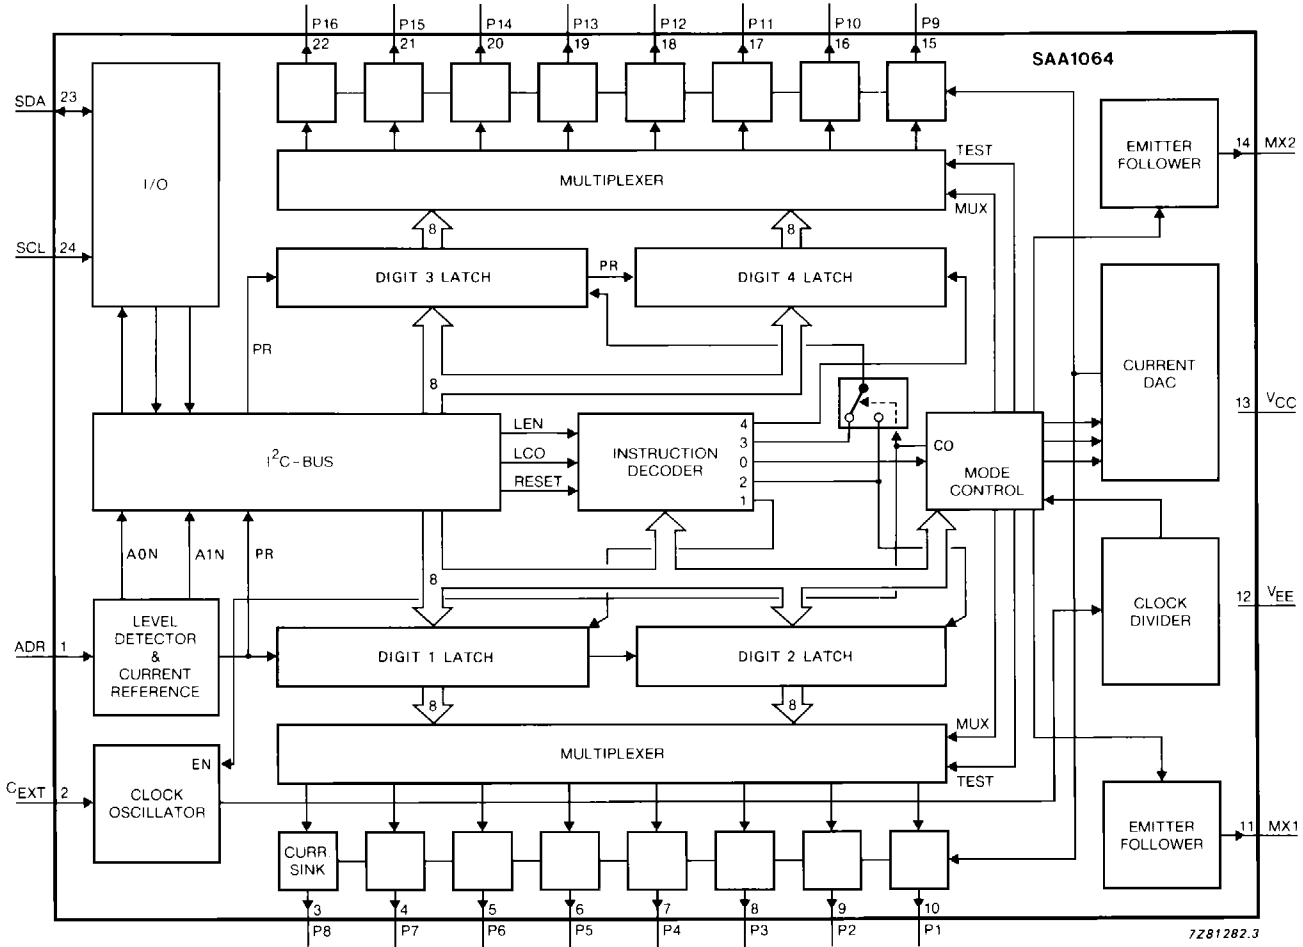 P16 P15 P14 P13 P12 P11 P10 P9
22 21 20 19 18 17 16 15
SAA1064
SDA 23
I/O
SCL 24
MULTIPLEXER
TEST
MUX
EMITTER
FOLLOWER
14 MX2
8 8
DIGIT 3 LATCH
PR
DIGIT 4 LATCH
PR
8
CURRENT
DAC
13 VCC
I2C-BUS
LEN
LCO
RESET
INSTRUCTION
DECODER
4
3
0
2
1
CO
MODE
CONTROL
A0N A1N PR
8
CLOCK
DIVIDER
12 VEE
ADR 1
LEVEL
DETECTOR
&
CURRENT
REFERENCE
DIGIT 1 LATCH
DIGIT 2 LATCH
8 8
MULTIPLEXER
MUX
TEST
CEXT 2
EN
CLOCK
OSCILLATOR
EMITTER
FOLLOWER
11 MX1
CURR.
SINK
3 4 5 6 7 8 9 10
P8 P7 P6 P5 P4 P3 P2 P1
7Z81282.3